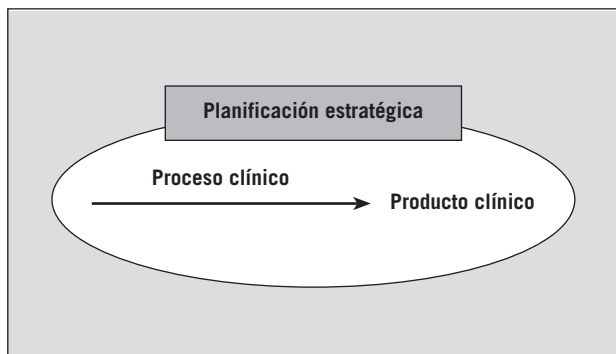 Planificación estratégica
Proceso clínico
Producto clínico